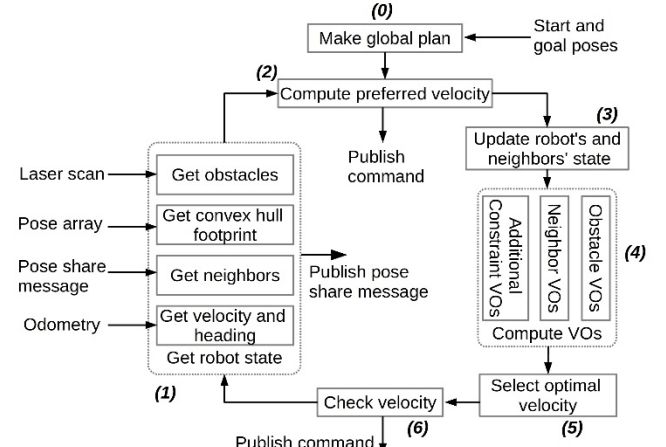 (0)
Make global plan
Start and
goal poses
(2)
Compute preferred velocity
(3)
Publish
command
Update robot's and
neighbors' state
Laser scan
Get obstacles
Pose array
Get convex hull
footprint
Pose share
message
Get neighbors
Publish pose
share message
Odometry
Get velocity and
heading
Get robot state
(1)
Additional
Constraint VOs
Neighbor VOs
Obstacle VOs
(4)
Compute VOs
Select optimal
velocity
(5)
Check velocity
(6)
Publish command